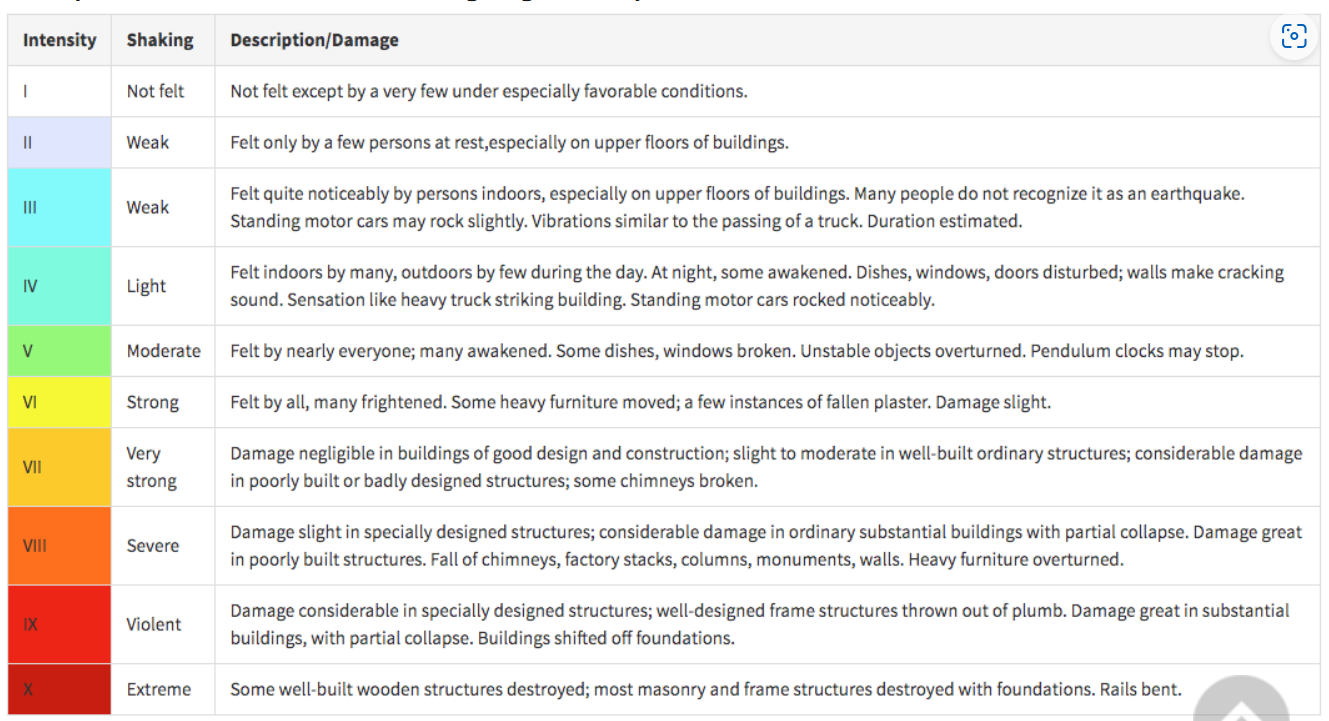 Intensity Shaking Description/Damage
I Not felt Not felt except by a very few under especially favorable conditions.
II Weak Felt only by a few persons at rest,especially on upper floors of buildings.
III Weak Felt quite noticeably by persons indoors, especially on upper floors of buildings. Many people do not recognize it as an earthquake.
Standing motor cars may rock slightly. Vibrations similar to the passing of a truck. Duration estimated.
IV Light Felt indoors by many, outdoors by few during the day. At night, some awakened. Dishes, windows, doors disturbed; walls make cracking
sound. Sensation like heavy truck striking building. Standing motor cars rocked noticeably.
V Moderate Felt by nearly everyone; many awakened. Some dishes, windows broken. Unstable objects overturned. Pendulum clocks may stop.
VI Strong Felt by all, many frightened. Some heavy furniture moved; a few instances of fallen plaster. Damage slight.
VII Very strong Damage negligible in buildings of good design and construction; slight to moderate in well-built ordinary structures; considerable damage
in poorly built or badly designed structures; some chimneys broken.
VIII Severe Damage slight in specially designed structures; considerable damage in ordinary substantial buildings with partial collapse. Damage great
in poorly built structures. Fall of chimneys, factory stacks, columns, monuments, walls. Heavy furniture overturned.
IX Violent Damage considerable in specially designed structures; well-designed frame structures thrown out of plumb. Damage great in substantial
buildings, with partial collapse. Buildings shifted off foundations.
X Extreme Some well-built wooden structures destroyed; most masonry and frame structures destroyed with foundations. Rails bent.